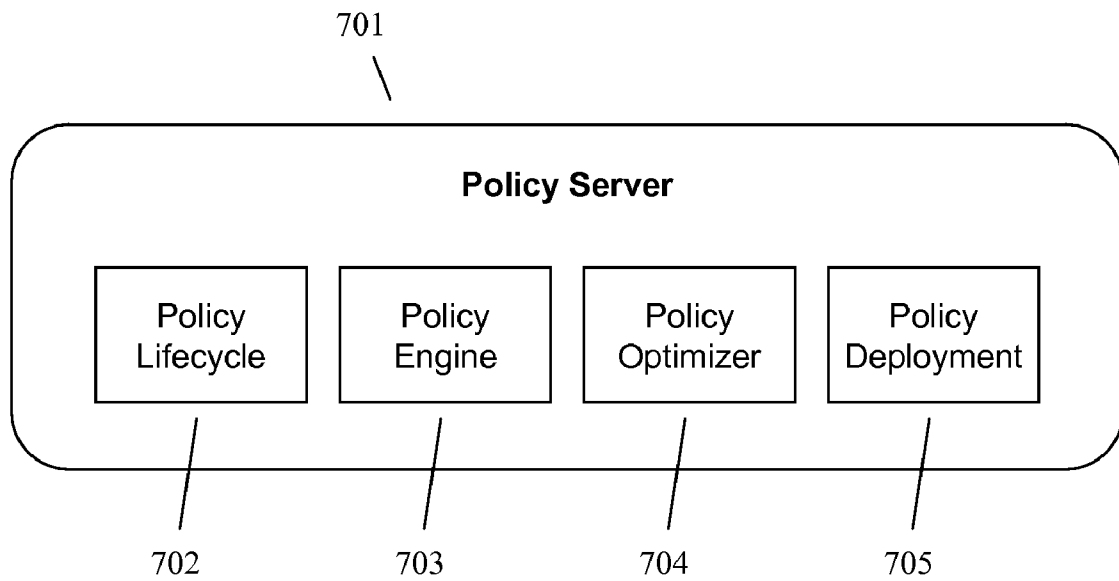 701
Policy Server
Policy
Lifecycle
Policy
Engine
Policy
Optimizer
Policy
Deployment
702
703
704
705